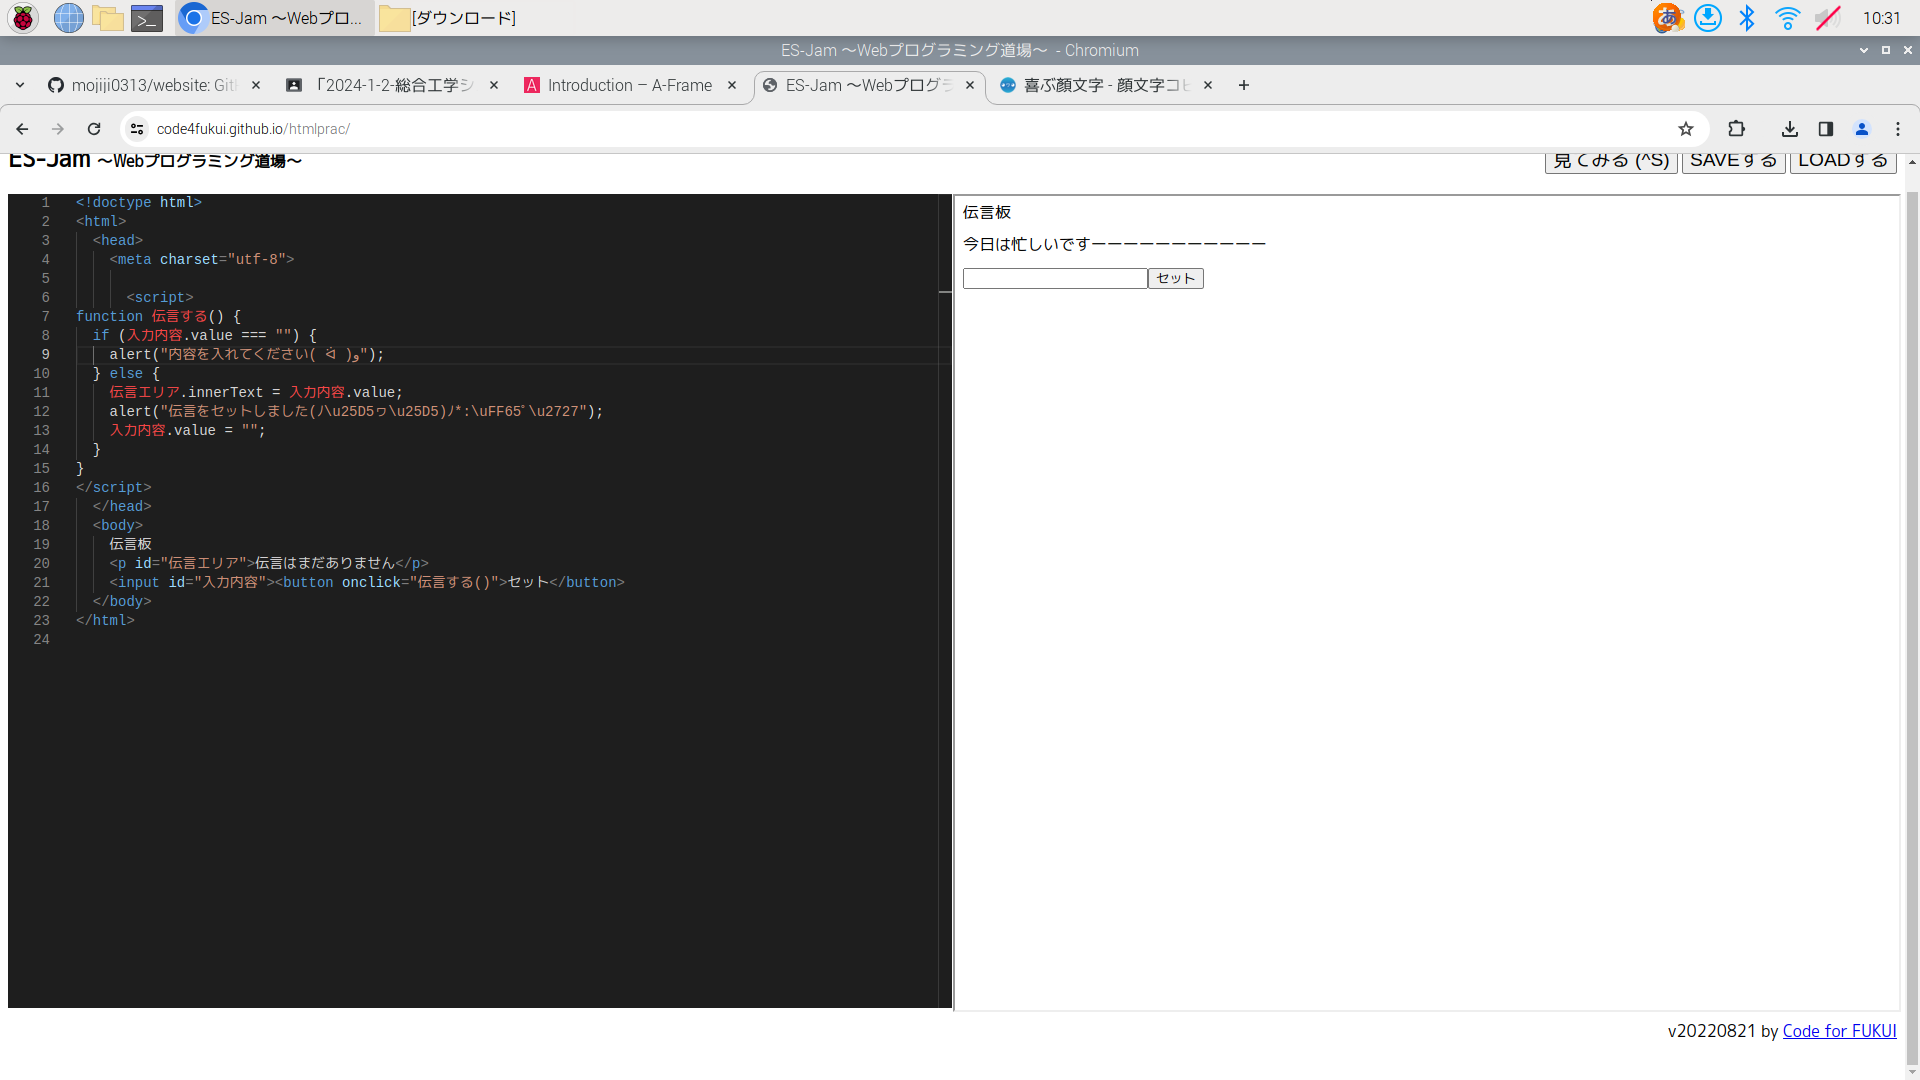 ES-Jam 〜Webプロ...
[ダウンロード]
あ
10:31
ES-Jam 〜Webプログラミング道場〜 - Chromium
mojiji0313/website: Git
「2024-1-2-総合工学シ
Introduction – A-Frame
ES-Jam 〜Webプログラ
喜ぶ顔文字 - 顔文字コピ
code4fukui.github.io/htmlprac/
ES-Jam 〜Webプログラミング道場〜
見てみる (^S)
SAVEする
LOADする
1 <!doctype html>
2 <html>
3 <head>
4 <meta charset="utf-8">
5
6 <script>
7 function 伝言する() {
8 if (入力内容.value === "") {
9 alert("内容を入れてください( ᐛ )و");
10 } else {
11 伝言エリア.innerText = 入力内容.value;
12 alert("伝言をセットしました(ﾉ\u25D5ヮ\u25D5)ﾉ*:\uFF65ﾟ\u2727");
13 入力内容.value = "";
14 }
15 }
16 </script>
17 </head>
18 <body>
19 伝言板
20 <p id="伝言エリア">伝言はまだありません</p>
21 <input id="入力内容"><button onclick="伝言する()">セット</button>
22 </body>
23 </html>
24
伝言板
今日は忙しいですーーーーーーーーーーー
セット
v20220821 by Code for FUKUI